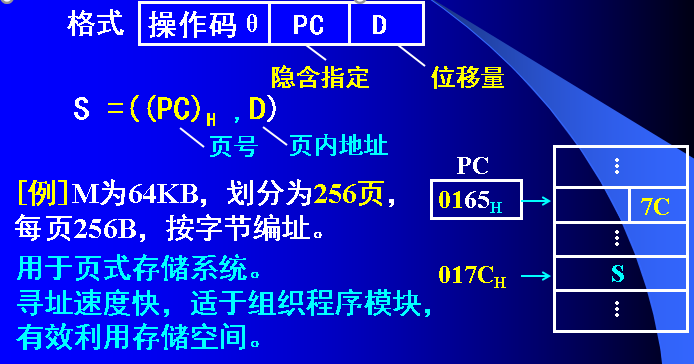 格式 操作码 θ PC D
隐含指定 位移量
S =((PC)H ,D)
页号 页内地址
[例]M为64KB，划分为256页，
每页256B，按字节编址。
用于页式存储系统。
寻址速度快，适于组织程序模块，
有效利用存储空间。
PC
⋮
0165H 7C
⋮
017CH S
⋮